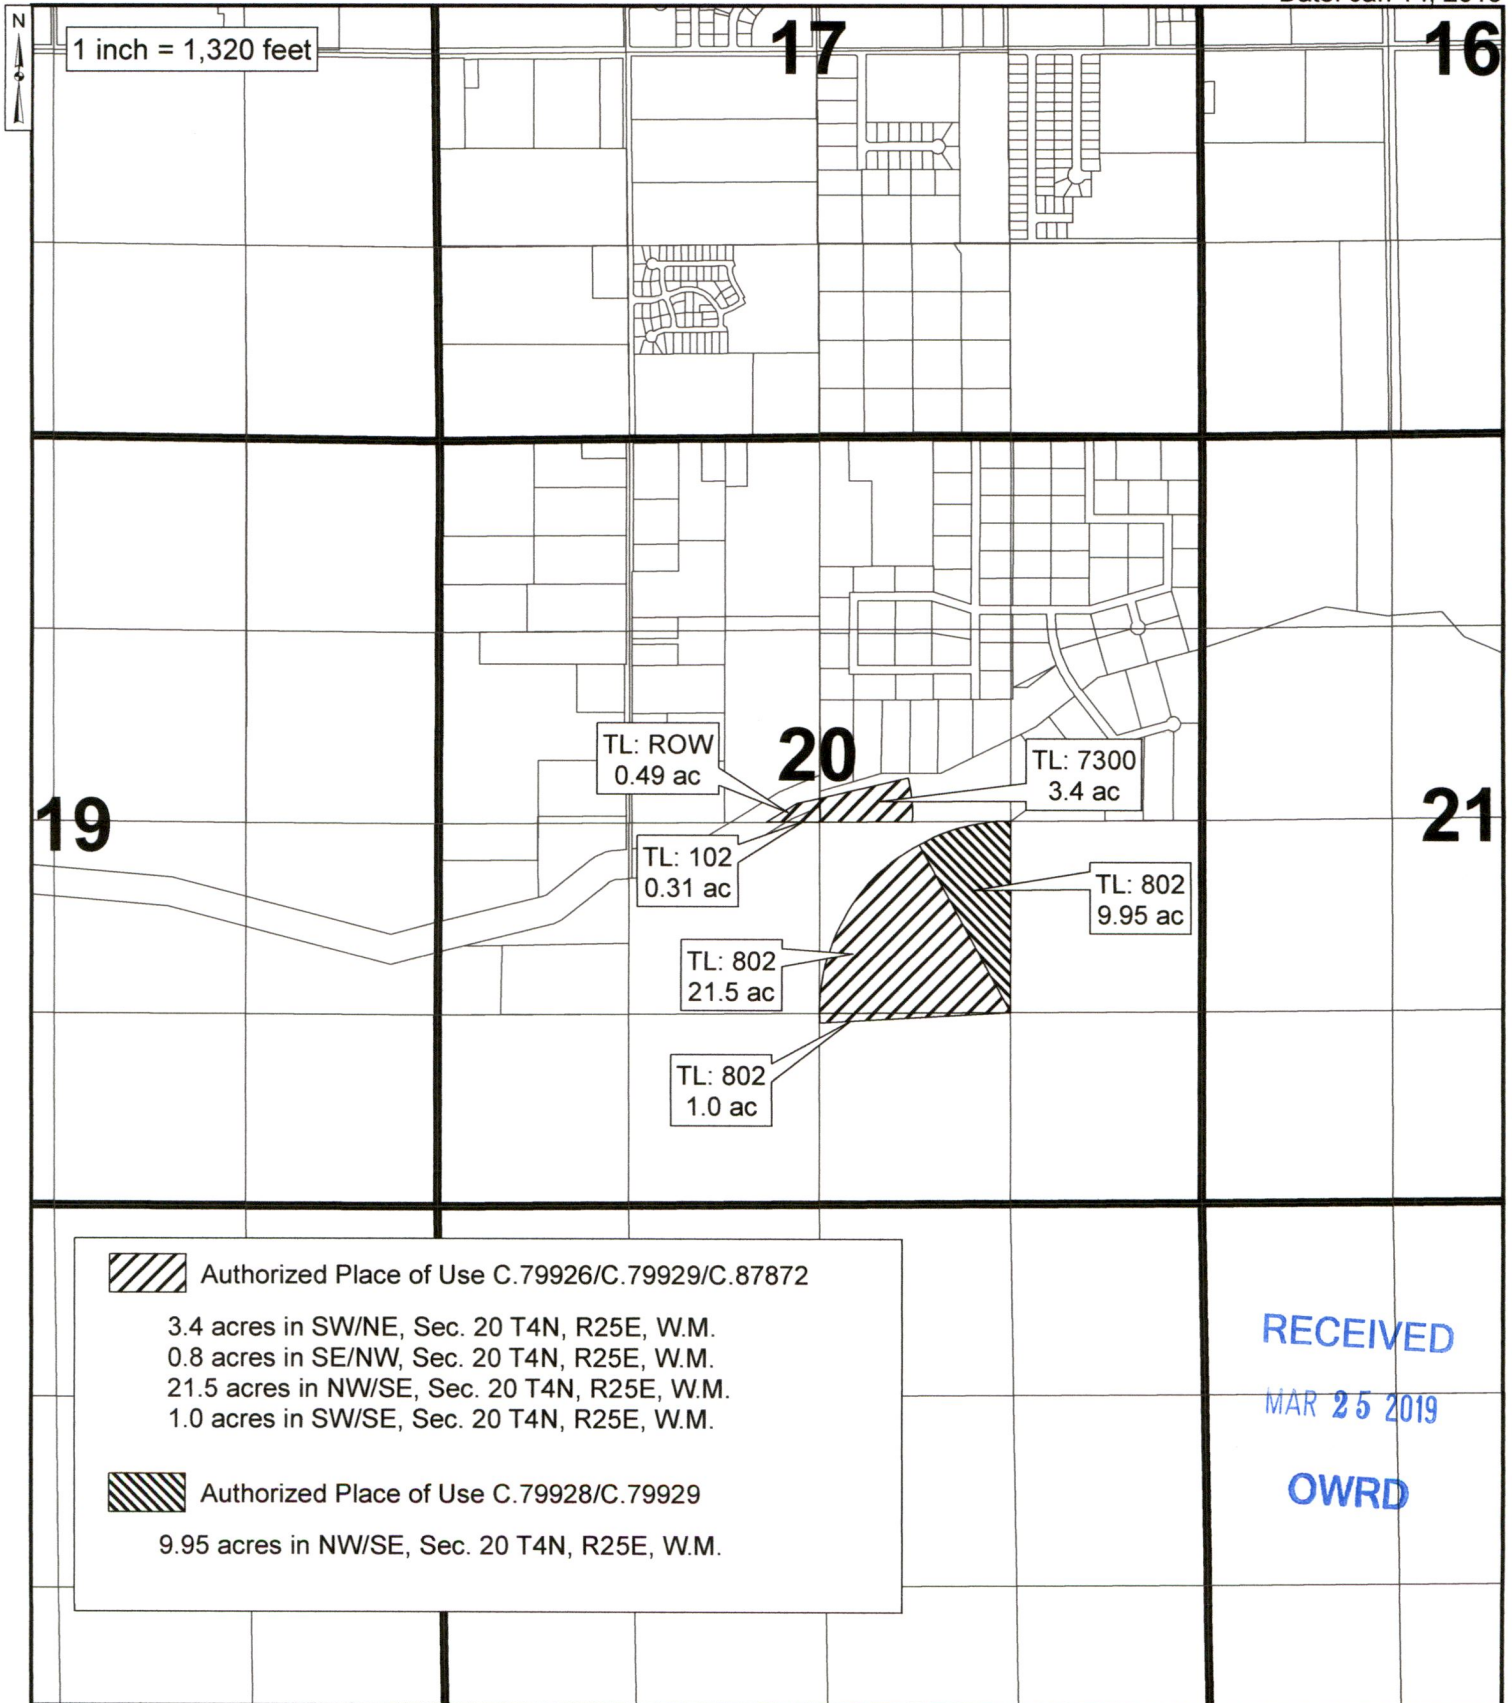 N
1 inch = 1,320 feet
17
16
TL: ROW
0.49 ac
20
TL: 7300
3.4 ac
19
21
TL: 102
0.31 ac
TL: 802
9.95 ac
TL: 802
21.5 ac
TL: 802
1.0 ac
Authorized Place of Use C.79926/C.79929/C.87872
3.4 acres in SW/NE, Sec. 20 T4N, R25E, W.M.
0.8 acres in SE/NW, Sec. 20 T4N, R25E, W.M.
21.5 acres in NW/SE, Sec. 20 T4N, R25E, W.M.
1.0 acres in SW/SE, Sec. 20 T4N, R25E, W.M.
Authorized Place of Use C.79928/C.79929
9.95 acres in NW/SE, Sec. 20 T4N, R25E, W.M.
RECEIVED
MAR 25 2019
OWRD